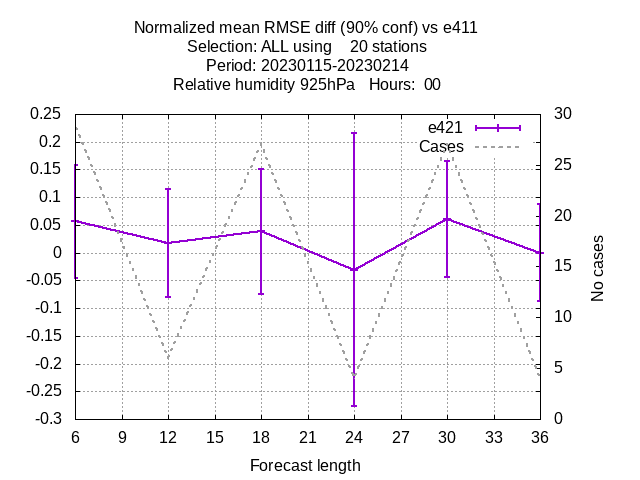 Normalized mean RMSE diff (90% conf) vs e411
Selection: ALL using    20 stations
Period: 20230115-20230214
Relative humidity 925hPa   Hours:  00
0.25
0.2
0.15
0.1
0.05
0
-0.05
-0.1
-0.15
-0.2
-0.25
-0.3
e421
Cases
30
25
20
15
10
5
0
No cases
6 9 12 15 18 21 24 27 30 33 36
Forecast length